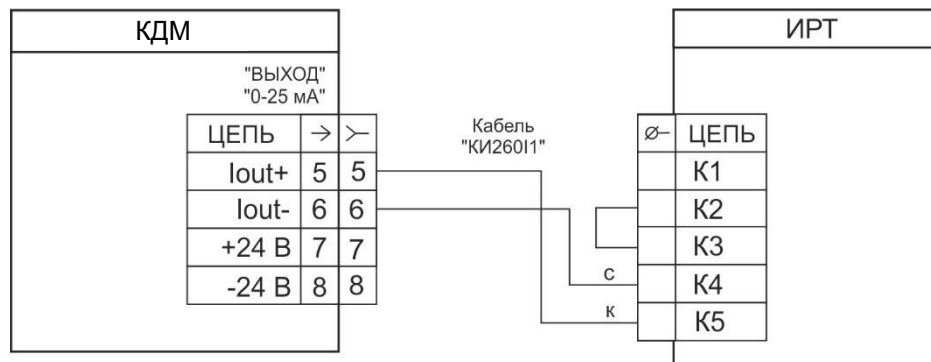 КДМ
ИРТ
"ВЫХОД"
"0-25 мА"
ЦЕПЬ
Iout+ 5 5
Iout- 6 6
+24 В 7 7
-24 В 8 8
Кабель
"КИ260I1"
с
к
ЦЕПЬ
К1
К2
К3
К4
К5